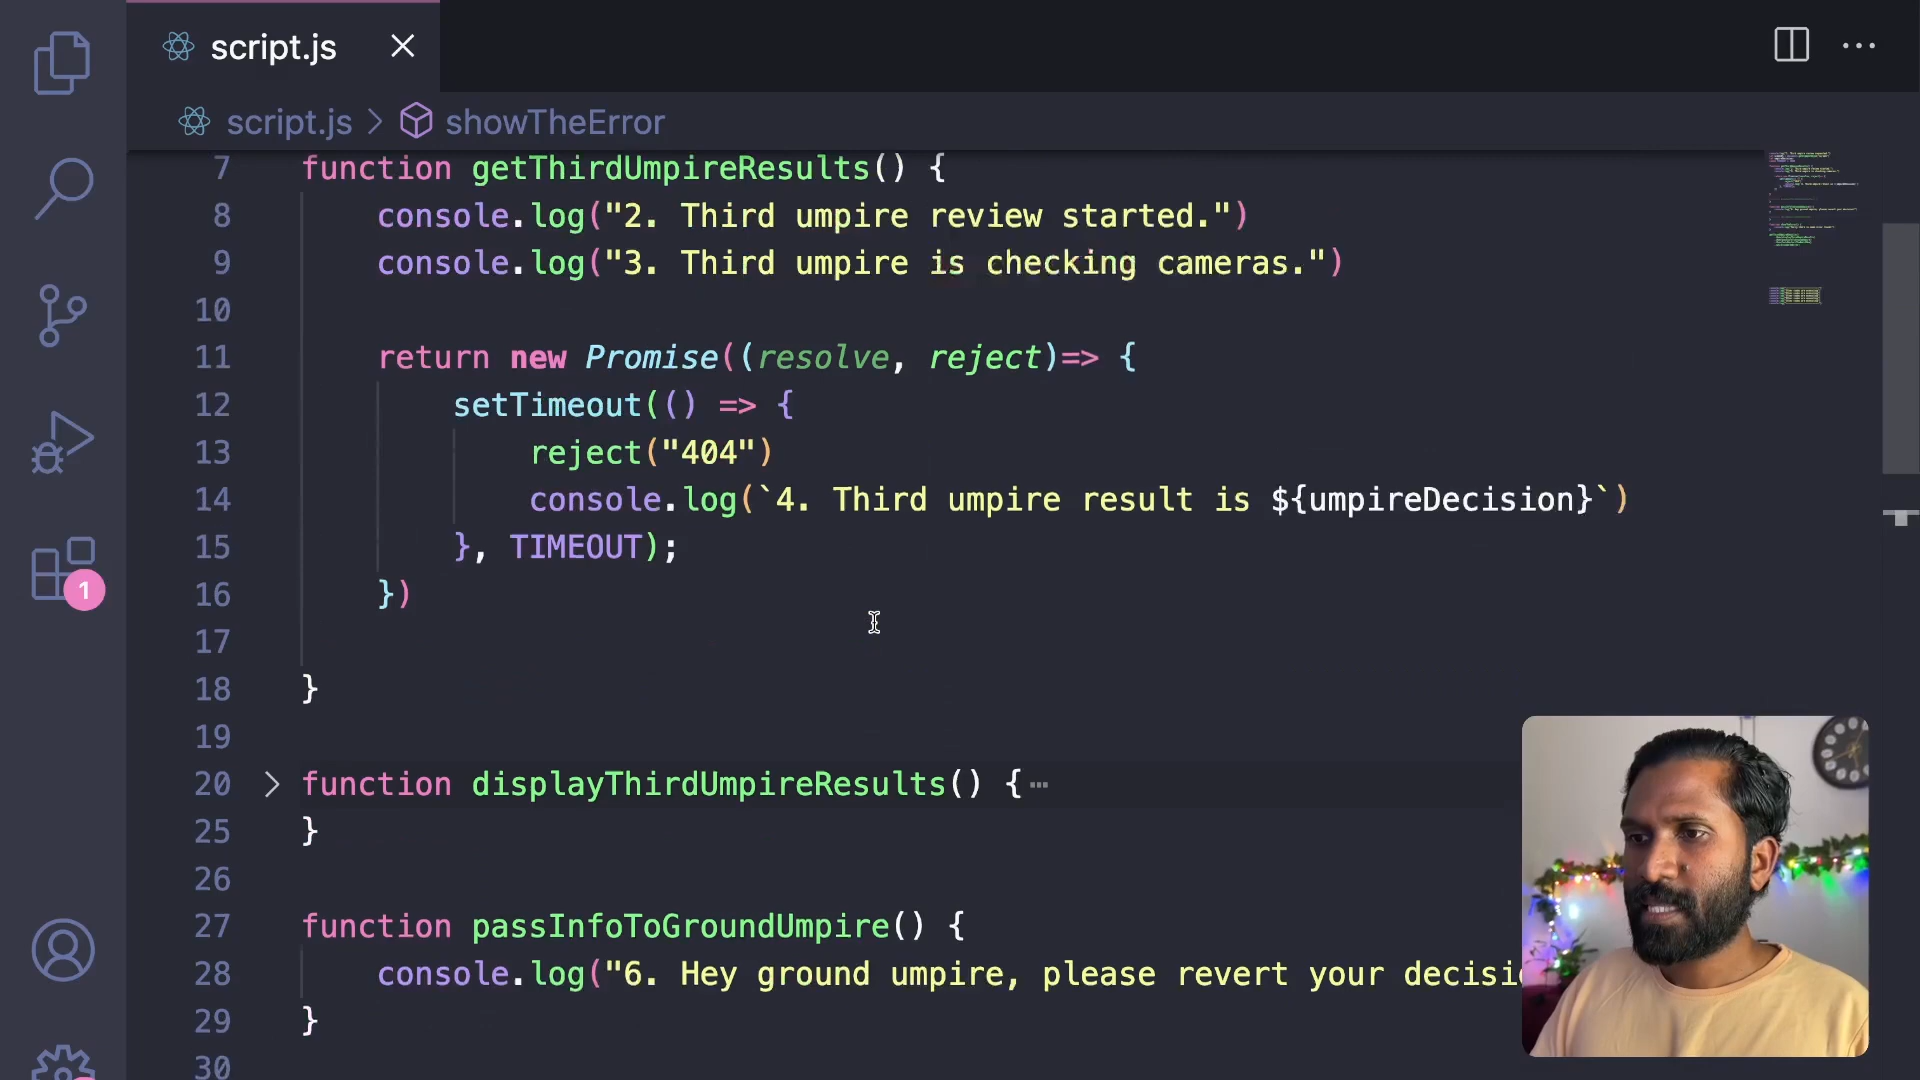 script.js
script.js > showTheError
7 function getThirdUmpireResults() {
8 console.log("2. Third umpire review started.")
9 console.log("3. Third umpire is checking cameras.")
10
11 return new Promise((resolve, reject)=> {
12 setTimeout(() => {
13 reject("404")
14 console.log(`4. Third umpire result is ${umpireDecision}`)
15 }, TIMEOUT);
16 })
17
18 }
19
20 function displayThirdUmpireResults() {
25 }
26
27 function passInfoToGroundUmpire() {
28 console.log("6. Hey ground umpire, please revert your
29 }
30
1